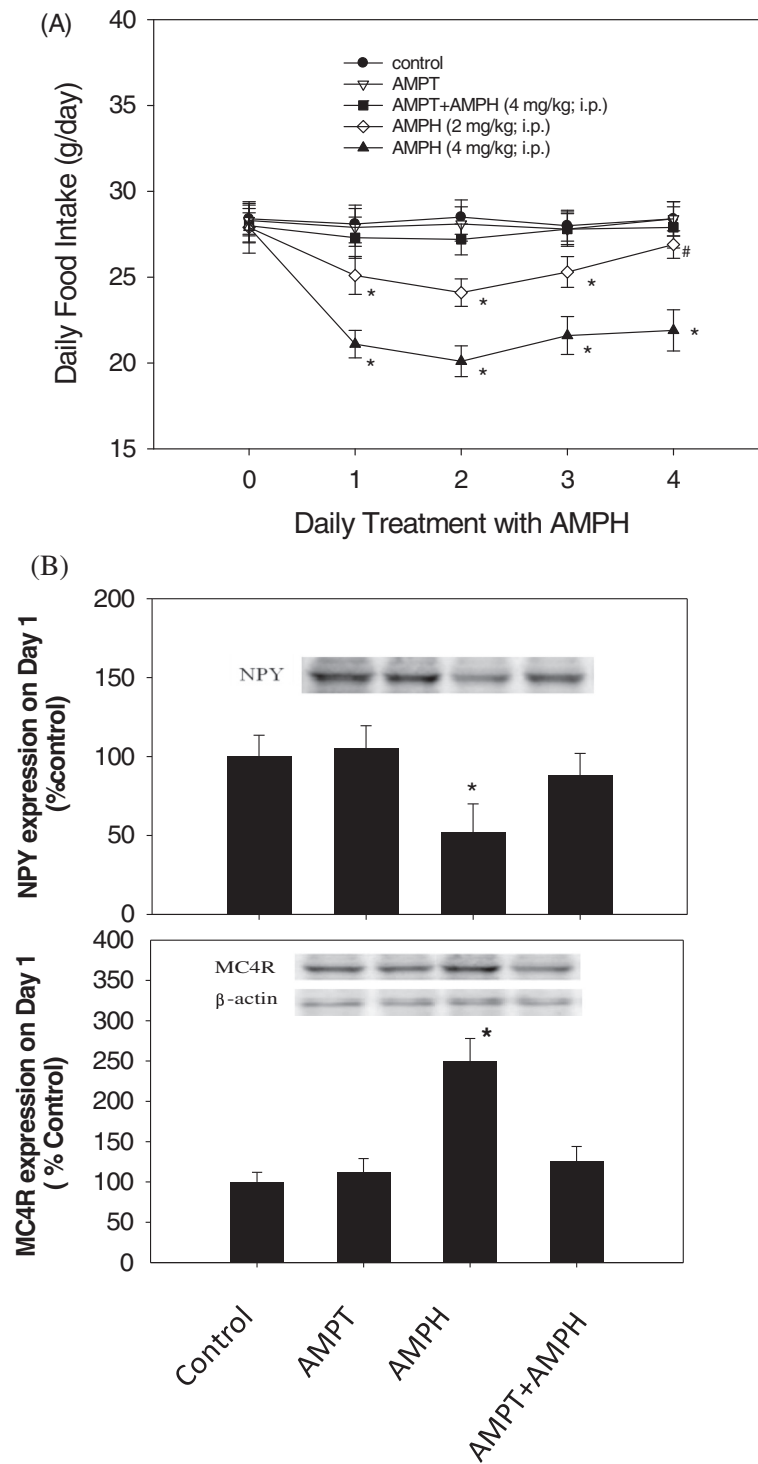 (A)
40
35
30
25
20
15
Daily Food Intake (g/day)
control
AMPT
AMPT+AMPH (4 mg/kg; i.p.)
AMPH (2 mg/kg; i.p.)
AMPH (4 mg/kg; i.p.)
* * * #
* * * *
0 1 2 3 4
Daily Treatment with AMPH
(B)
200
150
100
50
0
NPY expression on Day 1
(%control)
NPY
*
400
350
300
250
200
150
100
50
0
MC4R expression on Day 1
( % Control)
MC4R
β-actin
*
Control
AMPT
AMPH
AMPT+AMPH